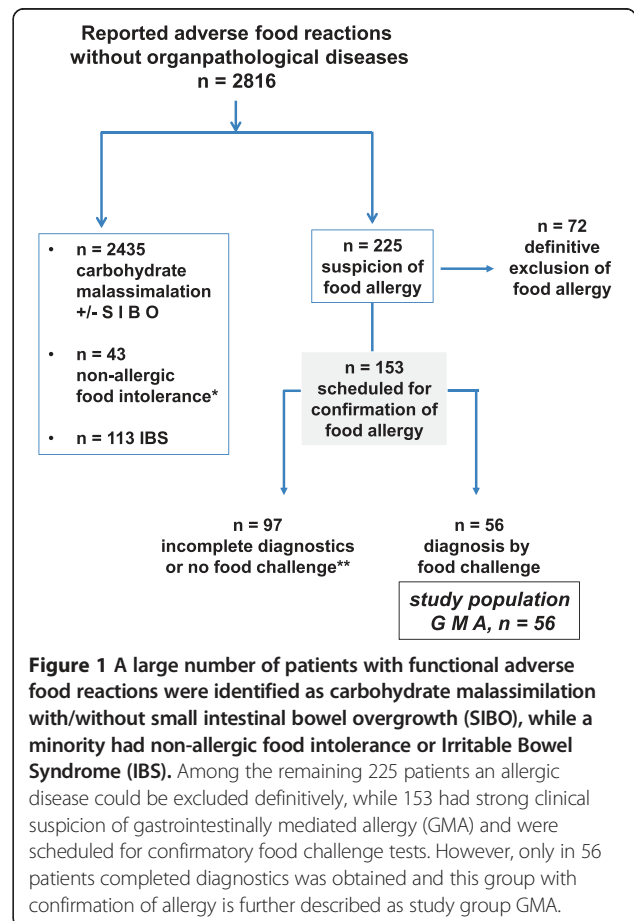 Reported adverse food reactions
without organpathological diseases
n = 2816
• n = 2435
carbohydrate
malassimalation
+/- S I B O
• n = 43
non-allergic
food intolerance*
• n = 113 IBS
n = 225
suspicion of
food allergy
n = 72
definitive
exclusion of
food allergy
n = 153
scheduled for
confirmation of
food allergy
n = 97
incomplete diagnostics
or no food challenge**
n = 56
diagnosis by
food challenge
study population
G M A, n = 56
Figure 1 A large number of patients with functional adverse
food reactions were identified as carbohydrate malassimilation
with/without small intestinal bowel overgrowth (SIBO), while a
minority had non-allergic food intolerance or Irritable Bowel
Syndrome (IBS). Among the remaining 225 patients an allergic
disease could be excluded definitively, while 153 had strong clinical
suspicion of gastrointestinally mediated allergy (GMA) and were
scheduled for confirmatory food challenge tests. However, only in 56
patients completed diagnostics was obtained and this group with
confirmation of allergy is further described as study group GMA.